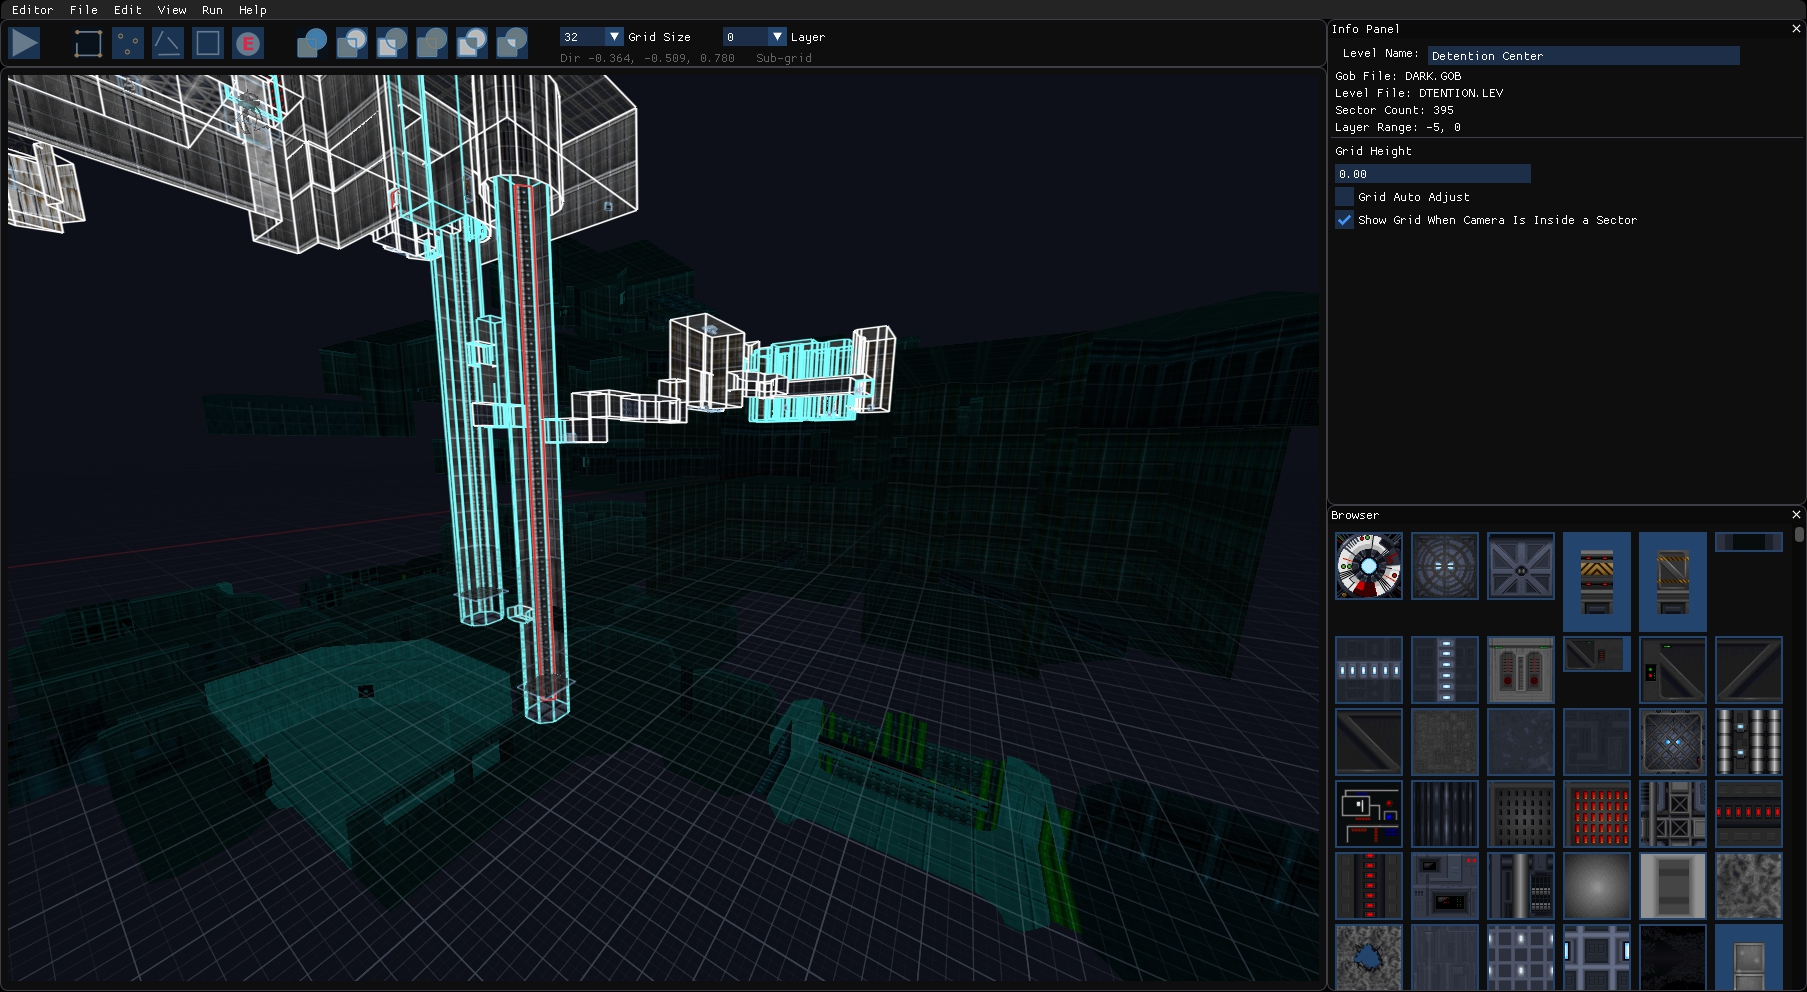 Editor File Edit View Run Help
E
32 Grid Size 0 Layer
Dir -0.364, -0.509, 0.780 Sub-grid
Info Panel
Level Name: Detention Center
Gob File: DARK.GOB
Level File: DTENTION.LEV
Sector Count: 395
Layer Range: -5, 0
Grid Height
0.00
Grid Auto Adjust
Show Grid When Camera Is Inside a Sector
Browser